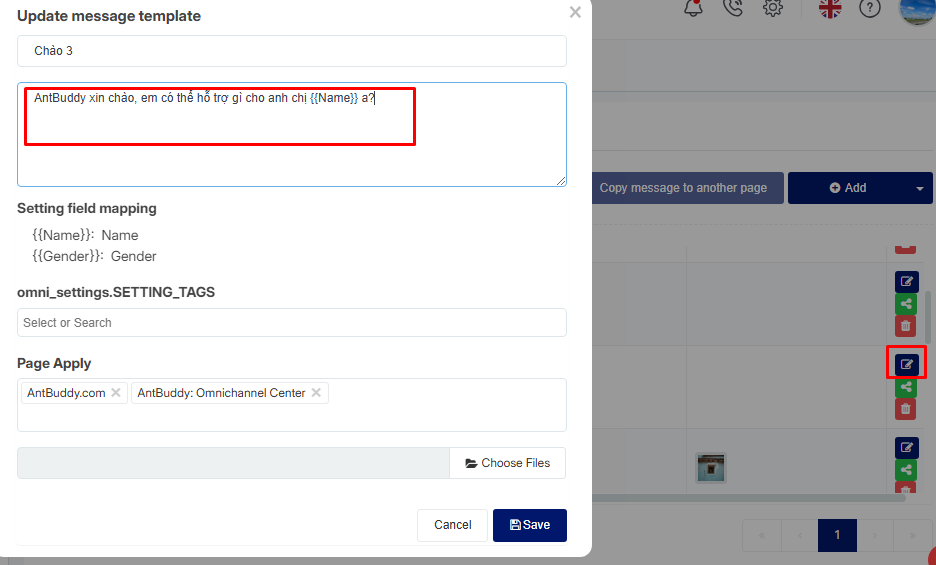 Update message template
×
Chào 3
AntBuddy xin chào, em có thể hỗ trợ gì cho anh chị {{Name}} a?
Setting field mapping
{{Name}}: Name
{{Gender}}: Gender
omni_settings.SETTING_TAGS
Select or Search
Page Apply
AntBuddy.com × AntBuddy: Omnichannel Center ×
Choose Files
Cancel
Save
Copy message to another page
Add
« ‹ 1 › »